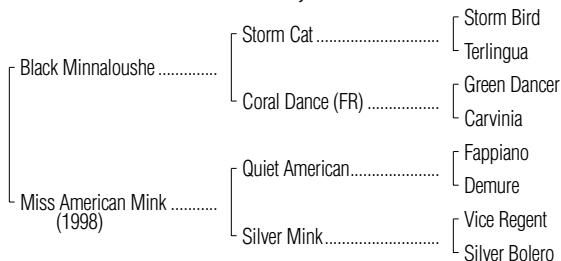 Storm Bird
Storm Cat
Terlingua
Black Minnaloushe
Green Dancer
Coral Dance (FR)
Carvinia
Fappiano
Quiet American
Demure
Miss American Mink
(1998)
Vice Regent
Silver Mink
Silver Bolero